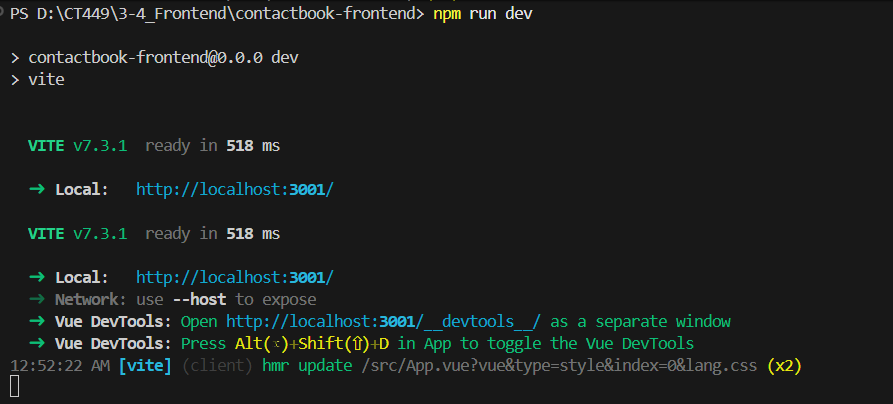 PS D:\CT449\3-4_Frontend\contactbook-frontend> npm run dev
> contactbook-frontend@0.0.0 dev
> vite
VITE v7.3.1 ready in 518 ms
➜ Local: http://localhost:3001/
VITE v7.3.1 ready in 518 ms
➜ Local: http://localhost:3001/
➜ Network: use --host to expose
➜ Vue DevTools: Open http://localhost:3001/__devtools__/ as a separate window
➜ Vue DevTools: Press Alt(⌥)+Shift(⇧)+D in App to toggle the Vue DevTools
12:52:22 AM [vite] (client) hmr update /src/App.vue?vue&type=style&index=0&lang.css (x2)